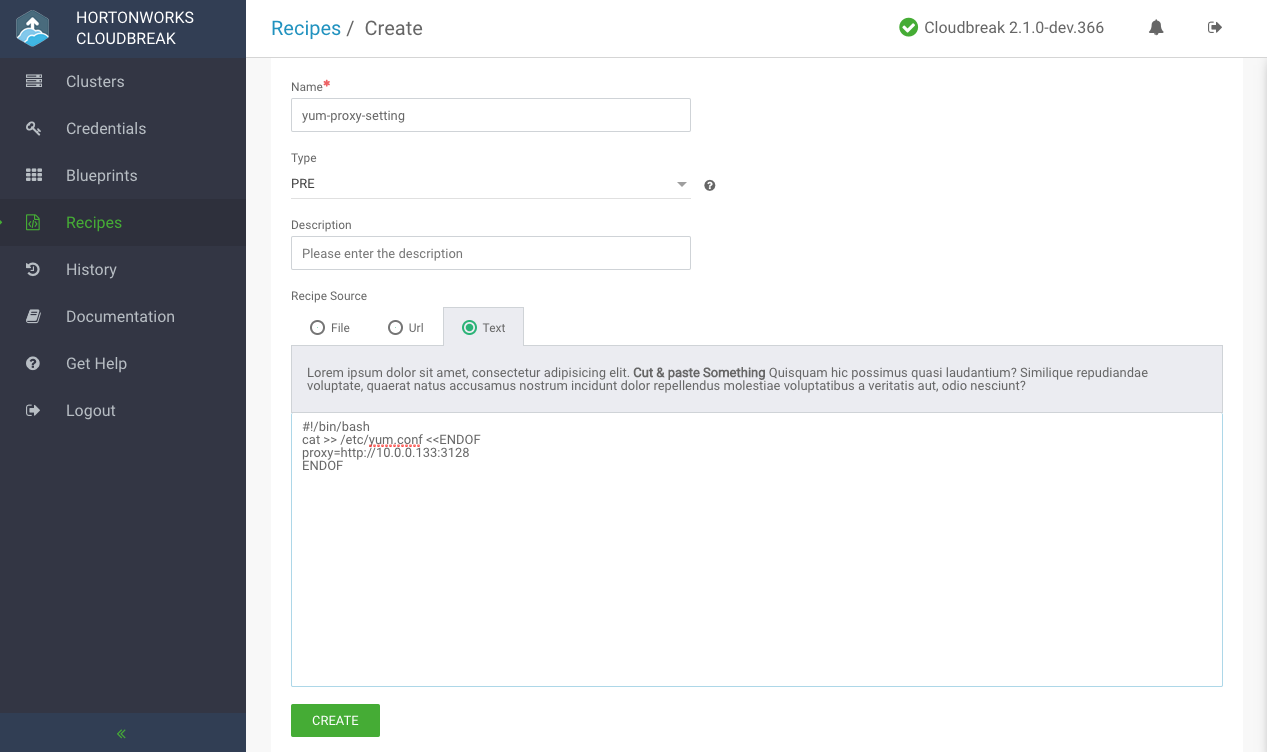 HORTONWORKS
CLOUDBREAK
Recipes / Create
Cloudbreak 2.1.0-dev.366
Clusters
Credentials
Blueprints
Recipes
History
Documentation
Get Help
Logout
Name*
yum-proxy-setting
Type
PRE
Description
Please enter the description
Recipe Source
File
Url
Text
Lorem ipsum dolor sit amet, consectetur adipisicing elit. Cut & paste Something Quisquam hic possimus quasi laudantium? Similique repudiandae
voluptate, quaerat natus accusamus nostrum incidunt dolor repellendus molestiae voluptatibus a veritatis aut, odio nesciunt?
#!/bin/bash
cat >> /etc/yum.conf <<ENDOF
proxy=http://10.0.0.133:3128
ENDOF
CREATE